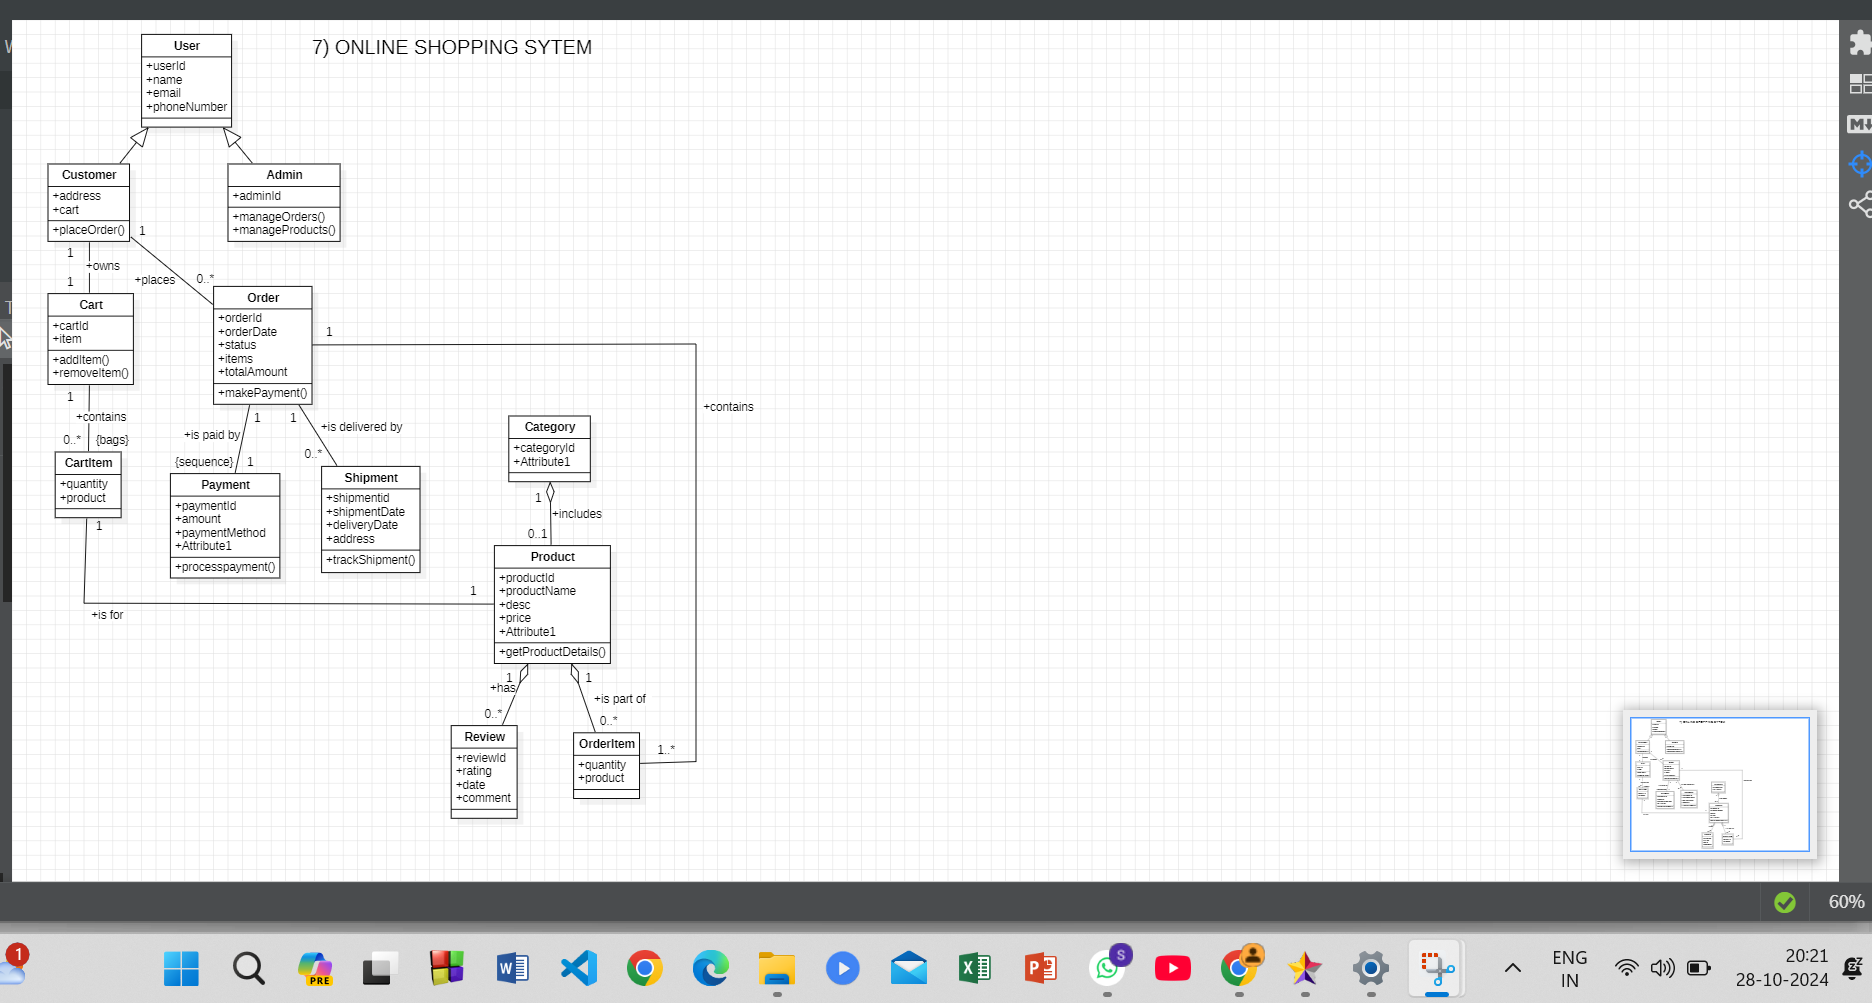 7) ONLINE SHOPPING SYTEM
User
+userId
+name
+email
+phoneNumber
Customer
+address
+cart
+placeOrder()
Admin
+adminId
+manageOrders()
+manageProducts()
1
1
+owns
1
+places
0..*
Cart
+cartId
+item
+addItem()
+removeItem()
Order
+orderId
+orderDate
+status
+items
+totalAmount
+makePayment()
1
+contains
1
+contains
0..*
{bags}
1
+is paid by
{sequence}
1
1
+is delivered by
0..*
CartItem
+quantity
+product
1
+is for
1
Payment
+paymentId
+amount
+paymentMethod
+Attribute1
+processpayment()
Shipment
+shipmentid
+shipmentDate
+deliveryDate
+address
+trackShipment()
Category
+categoryId
+Attribute1
1
+includes
0..1
Product
+productId
+productName
+desc
+price
+Attribute1
+getProductDetails()
1
+has
0..*
1
+is part of
0..*
Review
+reviewId
+rating
+date
+comment
OrderItem
+quantity
+product
1..*
60%
1
PRE
S
ENG
IN
20:21
28-10-2024